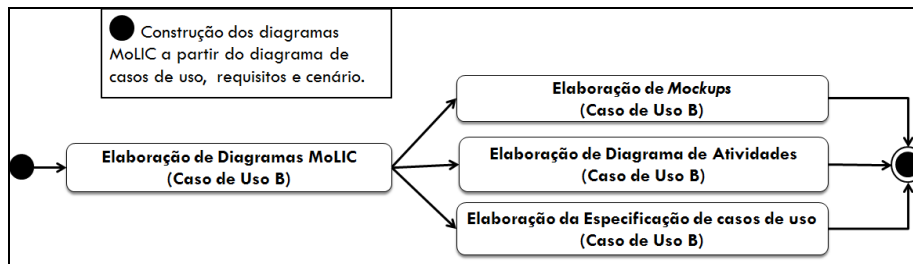 Construção dos diagramas
MoLIC a partir do diagrama de
casos de uso, requisitos e cenário.
Elaboração de Mockups
(Caso de Uso B)
Elaboração de Diagramas MoLIC
(Caso de Uso B)
Elaboração de Diagrama de Atividades
(Caso de Uso B)
Elaboração da Especificação de casos de uso
(Caso de Uso B)